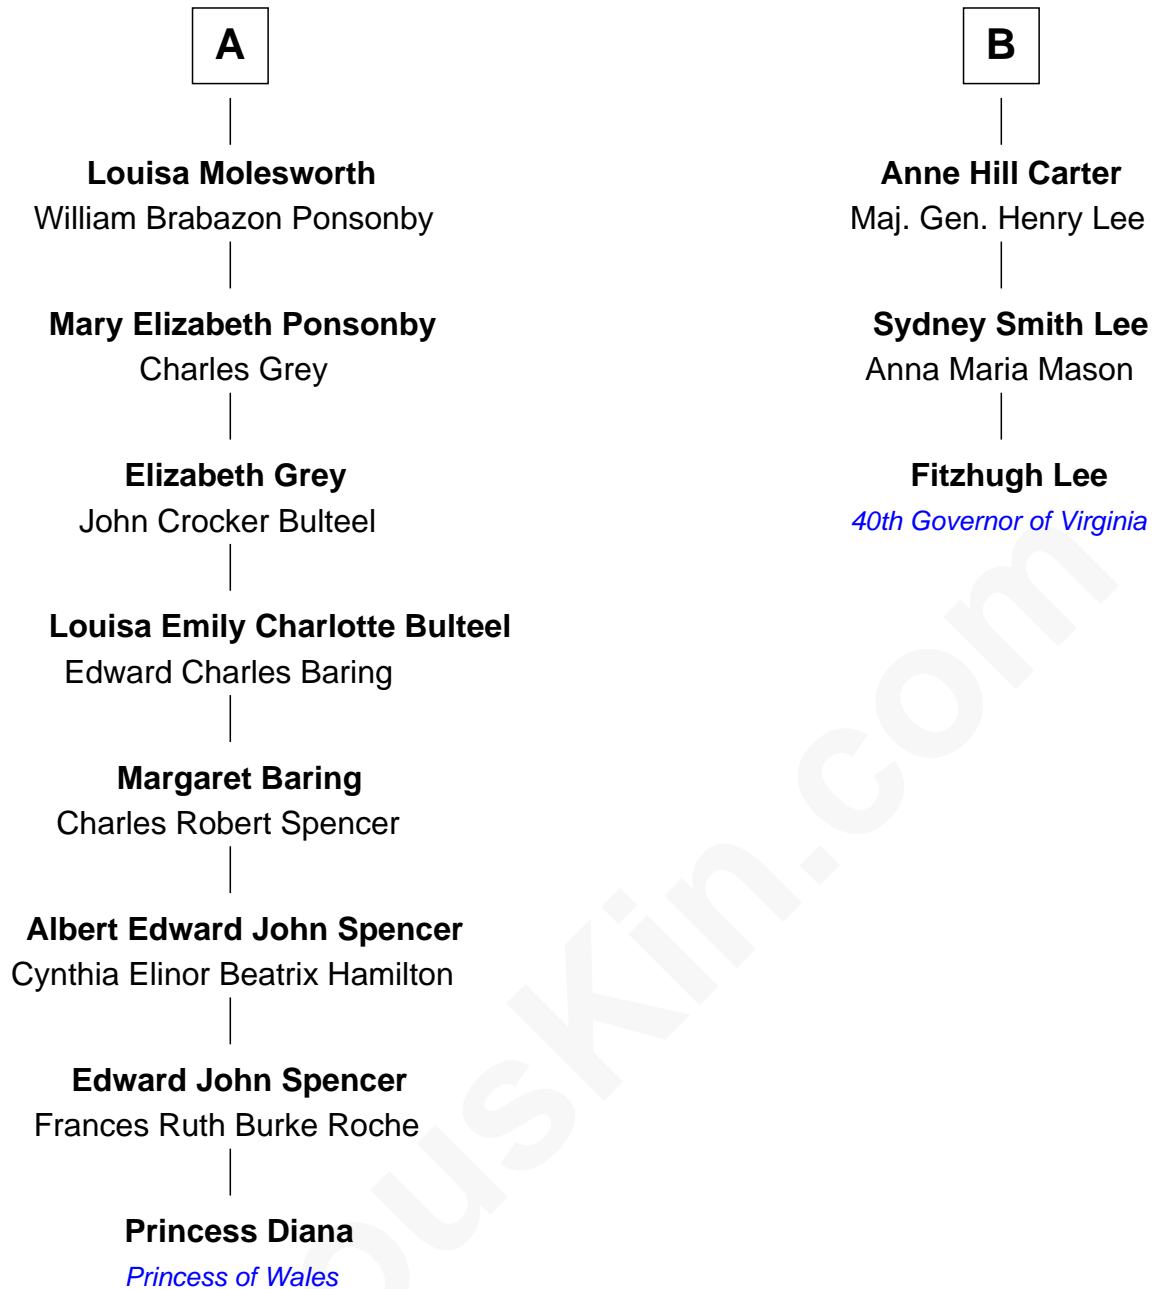 A
Louisa Molesworth
William Brabazon Ponsonby
Mary Elizabeth Ponsonby
Charles Grey
Elizabeth Grey
John Crocker Bulteel
Louisa Emily Charlotte Bulteel
Edward Charles Baring
Margaret Baring
Charles Robert Spencer
Albert Edward John Spencer
Cynthia Elinor Beatrix Hamilton
Edward John Spencer
Frances Ruth Burke Roche
Princess Diana
Princess of Wales
B
Anne Hill Carter
Maj. Gen. Henry Lee
Sydney Smith Lee
Anna Maria Mason
Fitzhugh Lee
40th Governor of Virginia
ousKin.com